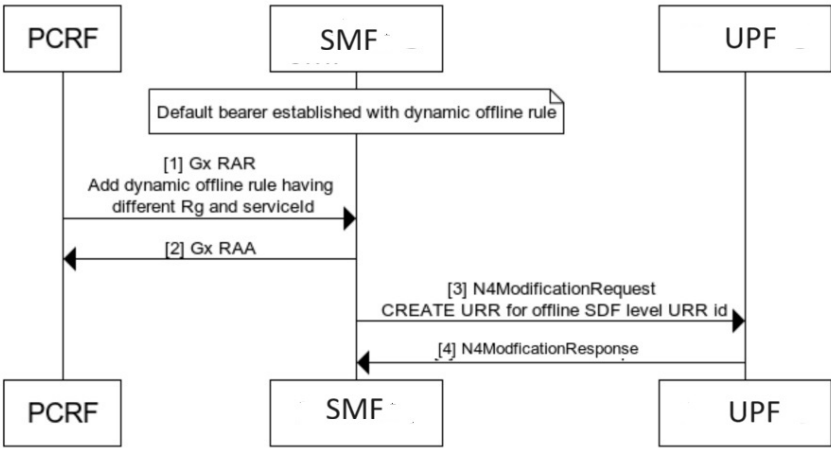 PCRF
SMF
UPF
Default bearer established with dynamic offline rule
[1] Gx RAR
Add dynamic offline rule having
different Rg and serviceId
[2] Gx RAA
[3] N4ModificationRequest
CREATE URR for offline SDF level URR id
[4] N4ModficationResponse
PCRF
SMF
UPF